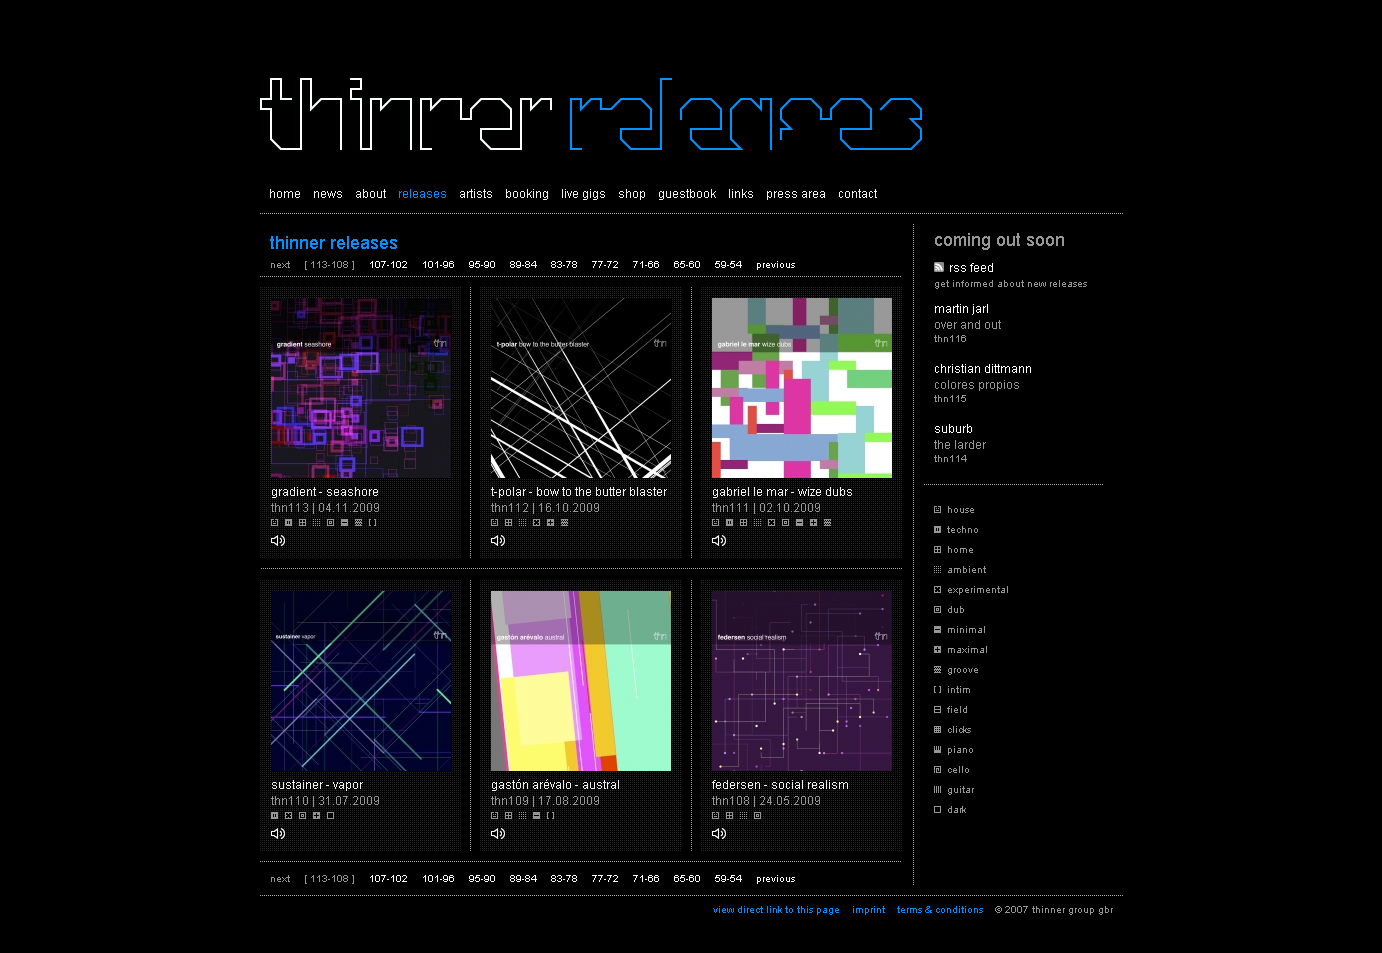 thinner releases
home news about releases artists booking live gigs shop guestbook links press area contact
thinner releases
next [ 113-108 ] 107-102 101-96 95-90 89-84 83-78 77-72 71-66 65-60 59-54 previous
gradient seashore thn
t-polar bow to the butter blaster thn
gabriel le mar wize dubs thn
gradient - seashore
thn113 | 04.11.2009
t-polar - bow to the butter blaster
thn112 | 16.10.2009
gabriel le mar - wize dubs
thn111 | 02.10.2009
sustainer vapor thn
gastón arévalo austral thn
federsen social realism thn
sustainer - vapor
thn110 | 31.07.2009
gastón arévalo - austral
thn109 | 17.08.2009
federsen - social realism
thn108 | 24.05.2009
next [ 113-108 ] 107-102 101-96 95-90 89-84 83-78 77-72 71-66 65-60 59-54 previous
coming out soon
rss feed
get informed about new releases
martin jarl
over and out
thn116
christian dittmann
colores propios
thn115
suburb
the larder
thn114
house
techno
home
ambient
experimental
dub
minimal
maximal
groove
intim
field
clicks
piano
cello
guitar
dark
view direct link to this page imprint terms & conditions © 2007 thinner group gbr